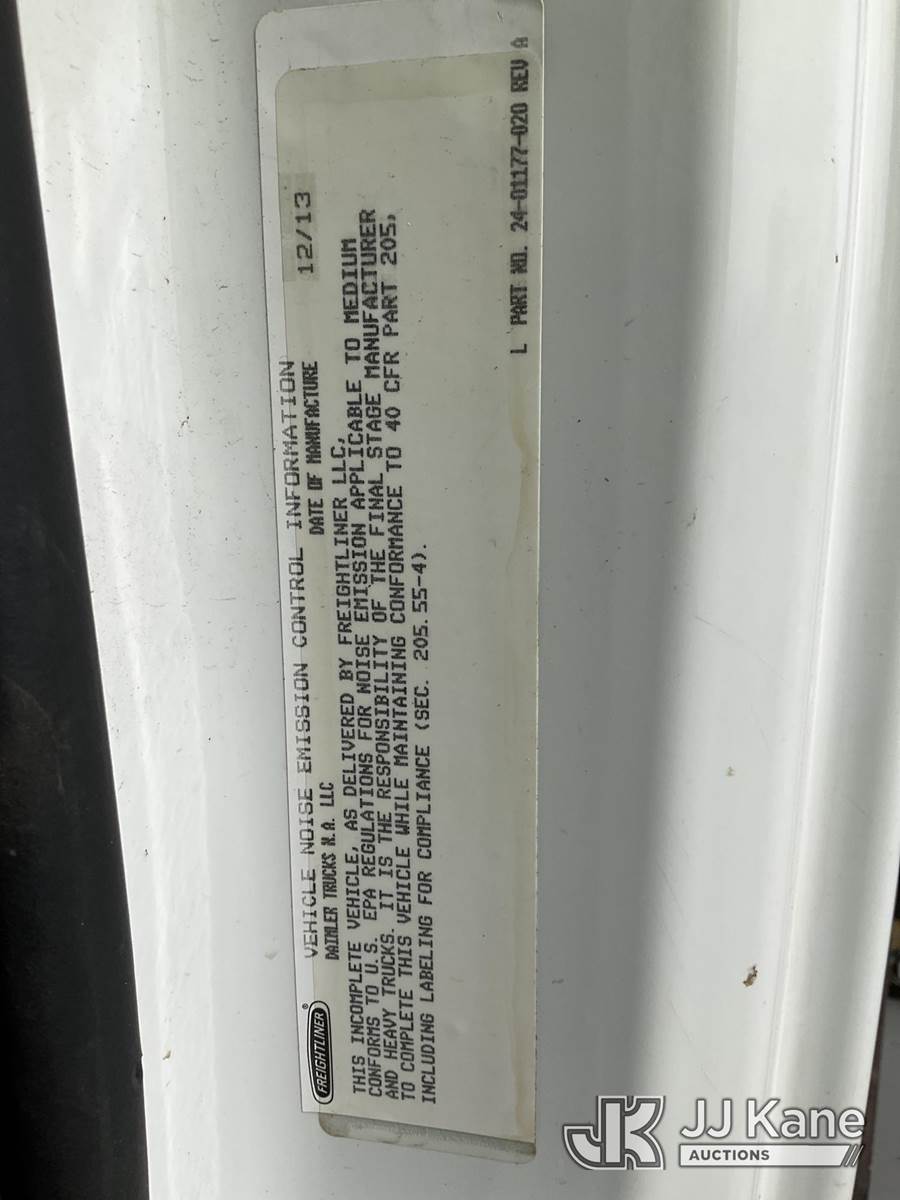 FREIGHTLINER®
VEHICLE NOISE EMISSION CONTROL INFORMATION
DAIMLER TRUCKS N.A. LLC DATE OF MANUFACTURE 12/13
THIS INCOMPLETE VEHICLE, AS DELIVERED BY FREIGHTLINER LLC,
CONFORMS TO U.S. EPA REGULATIONS FOR NOISE EMISSION APPLICABLE TO MEDIUM
AND HEAVY TRUCKS. IT IS THE RESPONSIBILITY OF THE FINAL STAGE MANUFACTURER
TO COMPLETE THIS VEHICLE WHILE MAINTAINING CONFORMANCE TO 40 CFR PART 205,
INCLUDING LABELING FOR COMPLIANCE (SEC. 205.55-4).
L PART NO. 24-01177-020 REV A
JK JJ Kane
AUCTIONS